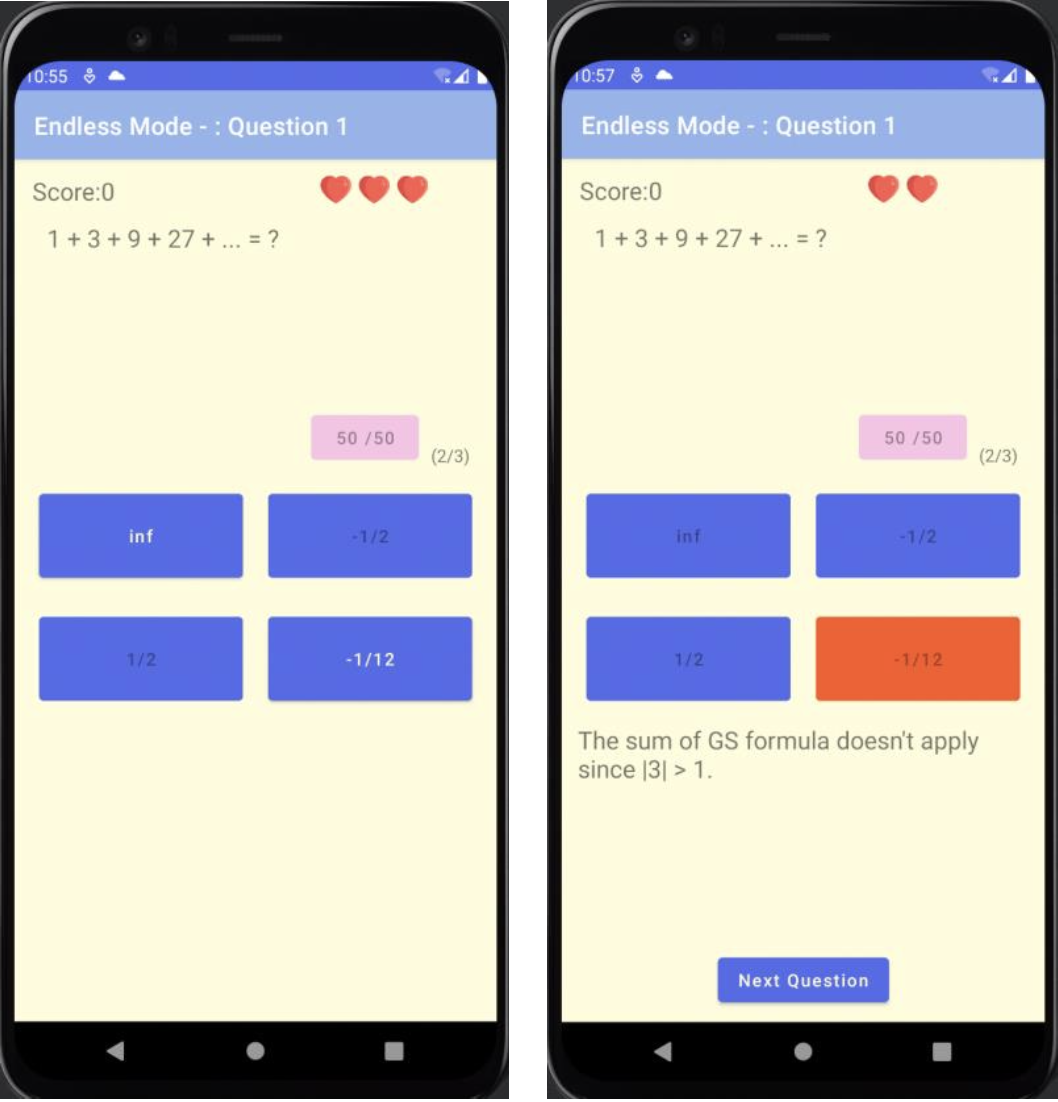 10:55
Endless Mode - : Question 1
Score:0
1 + 3 + 9 + 27 + ... = ?
50 /50
(2/3)
inf
-1/2
1/2
-1/12
10:57
Endless Mode - : Question 1
Score:0
1 + 3 + 9 + 27 + ... = ?
50 /50
(2/3)
inf
-1/2
1/2
-1/12
The sum of GS formula doesn't apply
since |3| > 1.
Next Question